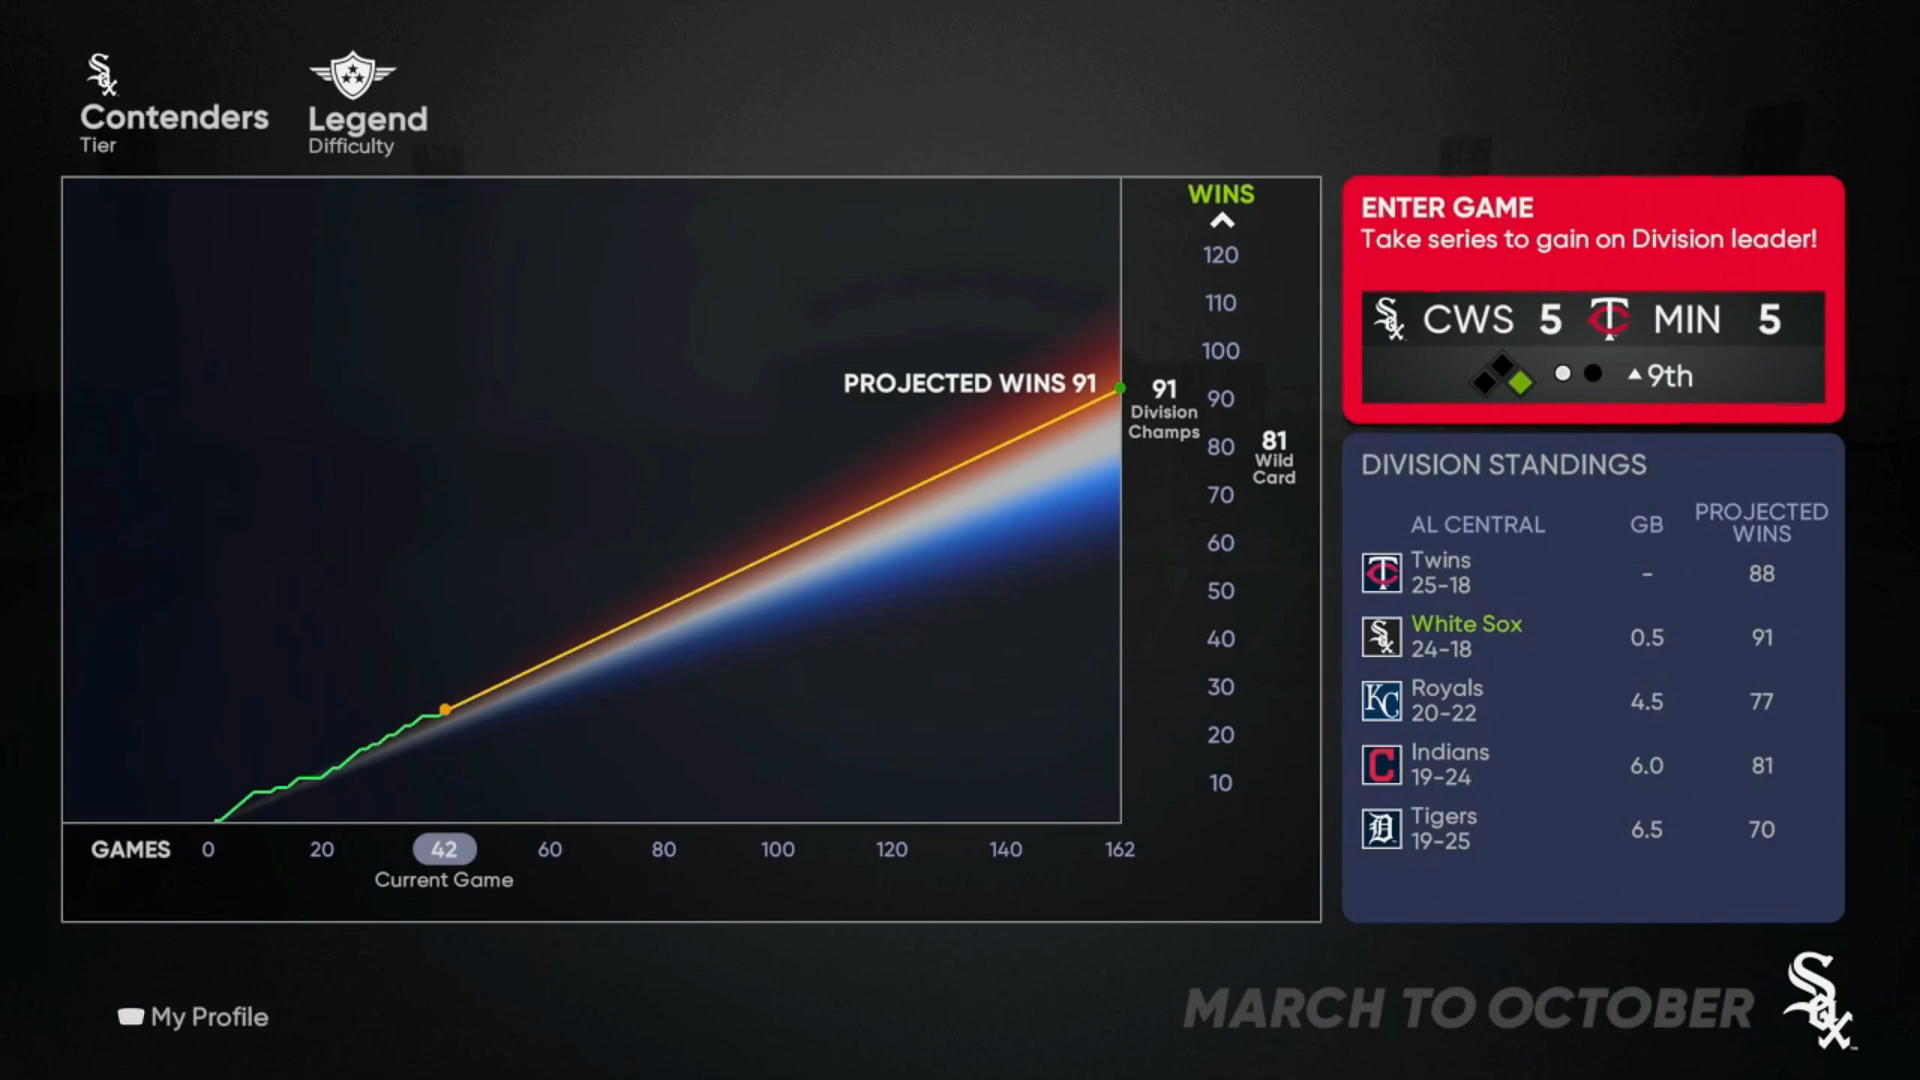 Contenders
Tier
Legend
Difficulty
WINS
120
110
100
90
80
70
60
50
40
30
20
10
PROJECTED WINS 91
91
Division
Champs
81
Wild
Card
GAMES 0 20 42 60 80 100 120 140 162
Current Game
ENTER GAME
Take series to gain on Division leader!
CWS 5 MIN 5
9th
DIVISION STANDINGS
AL CENTRAL GB PROJECTED
WINS
Twins
25-18 - 88
White Sox
24-18 0.5 91
Royals
20-22 4.5 77
Indians
19-24 6.0 81
Tigers
19-25 6.5 70
My Profile
MARCH TO OCTOBER
Sox